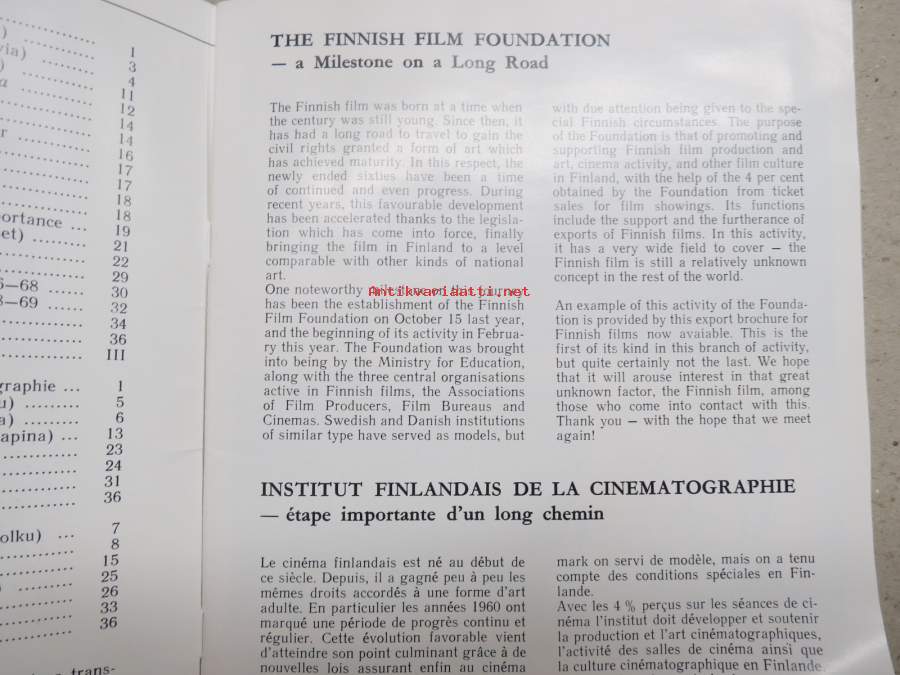 )
via)
)
a
r
portance ...
et)
6—68
8—69
graphie ...
u)
a)
apina) ...
olku) ...
)
s trans-
1
3
4
11
12
14
14
16
17
17
18
18
19
21
22
29
30
32
34
36
III
1
5
6
13
23
24
31
36
7
8
15
25
26
33
36
THE FINNISH FILM FOUNDATION
— a Milestone on a Long Road
The Finnish film was born at a time when
the century was still young. Since then, it
has had a long road to travel to gain the
civil rights granted a form of art which
has achieved maturity. In this respect, the
newly ended sixties have been a time
of continued and even progress. During
recent years, this favourable development
has been accelerated thanks to the legisla-
tion which has come into force, finally
bringing the film in Finland to a level
comparable with other kinds of national
art.
One noteworthy milestone on this
has been the establishment of the Finnish
Film Foundation on October 15 last year,
and the beginning of its activity in Februa-
ry this year. The Foundation was brought
into being by the Ministry for Education,
along with the three central organisations
active in Finnish films, the Associations
of Film Producers, Film Bureaus and
Cinemas. Swedish and Danish institutions
of similar type have served as models, but
with due attention being given to the spe-
cial Finnish circumstances. The purpose
of the Foundation is that of promoting and
supporting Finnish film production and
art, cinema activity, and other film culture
in Finland, with the help of the 4 per cent
obtained by the Foundation from ticket
sales for film showings. Its functions
include the support and the furtherance of
exports of Finnish films. In this activity,
it has a very wide field to cover — the
Finnish film is still a relatively unknown
concept in the rest of the world.
An example of this activity of the Founda-
tion is provided by this export brochure for
Finnish films now avaiable. This is the
first of its kind in this branch of activity,
but quite certainly not the last. We hope
that it will arouse interest in that great
unknown factor, the Finnish film, among
those who come into contact with this.
Thank you — with the hope that we meet
again!
Antikvariaatti.net
INSTITUT FINLANDAIS DE LA CINEMATOGRAPHIE
— étape importante d'un long chemin
Le cinéma finlandais est né au début de
ce siècle. Depuis, il a gagné peu à peu les
mêmes droits accordés à une forme d'art
adulte. En particulier les années 1960 ont
marqué une période de progrès continu et
régulier. Cette évolution favorable vient
d'atteindre son point culminant grâce à de
nouvelles lois assurant enfin au cinéma
mark on servi de modèle, mais on a tenu
compte des conditions spéciales en Fin-
lande.
Avec les 4 % perçus sur les séances de ci-
néma l'institut doit développer et soutenir
la production et l'art cinématographiques,
l'activité des salles de cinéma ainsi que
la culture cinématographique en Finlande.